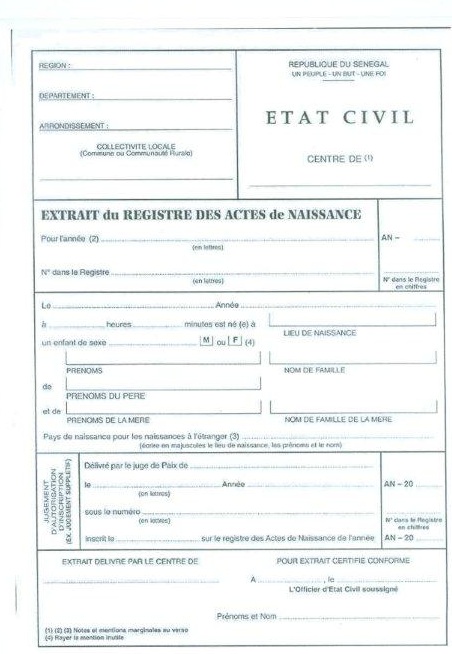 REGION :
DEPARTEMENT :
ARRONDISSEMENT :
COLLECTIVITE LOCALE
(Commune ou Communauté Rurale)
REPUBLIQUE DU SENEGAL
UN PEUPLE - UN BUT - UNE FOI
ETAT CIVIL
CENTRE DE (1)
EXTRAIT du REGISTRE DES ACTES de NAISSANCE
Pour l'année (2)
(en lettres)
AN –
N° dans le Registre
(en lettres)
N° dans le Registre
en chiffres
Le Année
à heures minutes est né (e) à
LIEU DE NAISSANCE
un enfant de sexe M ou F (4)
PRENOMS
NOM DE FAMILLE
de
PRENOMS DU PERE
et de
PRENOMS DE LA MERE
NOM DE FAMILLE DE LA MERE
Pays de naissance pour les naissances à l'étranger (3)
(écrire en majuscules le lieu de naissance, les prénoms et le nom)
JUGEMENT
D'AUTORISATION
D'INSCRIPTION
(EX. JUGEMENT SUPPLETIF)
Délivré par le juge de Paix de
le Année
(en lettres)
AN – 20
sous le numéro
(en lettres)
N° dans le Registre
en chiffres
Inscrit le sur le registre des Actes de Naissance de l'année
AN – 20
EXTRAIT DELIVRE PAR LE CENTRE DE
POUR EXTRAIT CERTIFIE CONFORME
A , le
L'Officier d'Etat Civil soussigné
Prénoms et Nom
(1) (2) (3) Notes et mentions marginales au verso
(4) Rayer la mention inutile